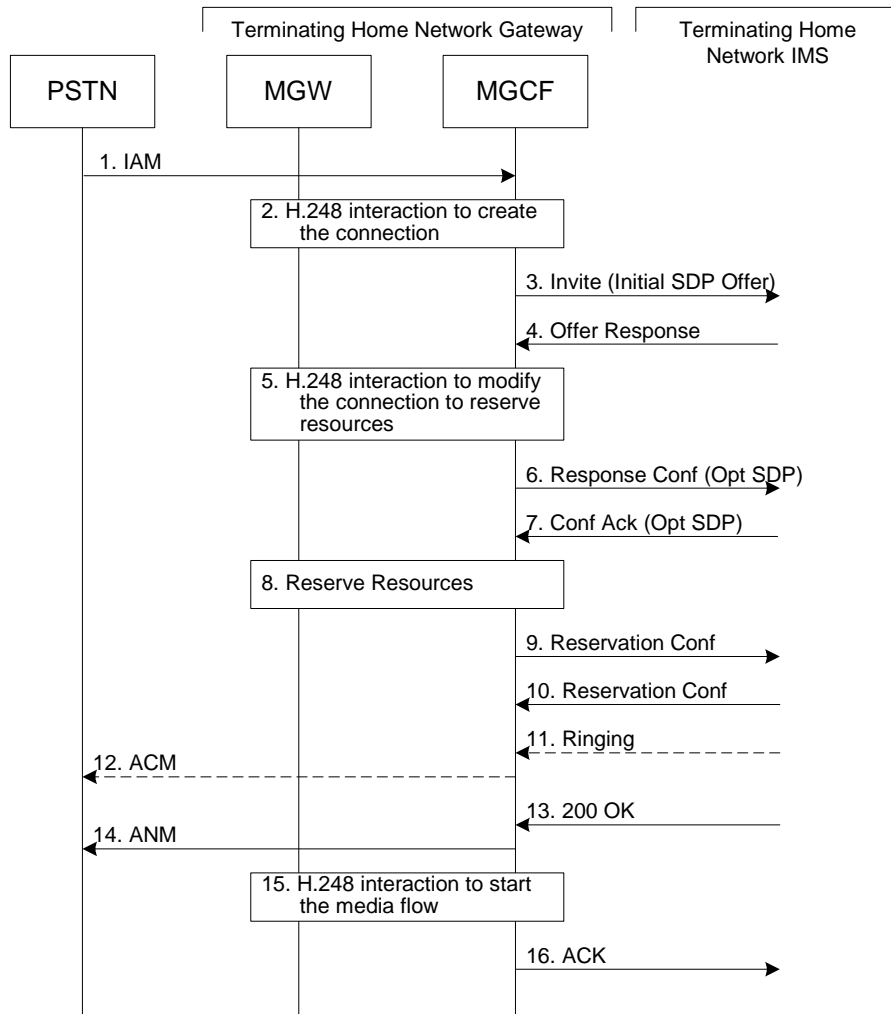 Terminating Home Network Gateway
Terminating Home
Network IMS
PSTN
MGW
MGCF
1. IAM
2. H.248 interaction to create
the connection
3. Invite (Initial SDP Offer)
4. Offer Response
5. H.248 interaction to modify
the connection to reserve
resources
6. Response Conf (Opt SDP)
7. Conf Ack (Opt SDP)
8. Reserve Resources
9. Reservation Conf
10. Reservation Conf
11. Ringing
12. ACM
13. 200 OK
14. ANM
15. H.248 interaction to start
the media flow
16. ACK